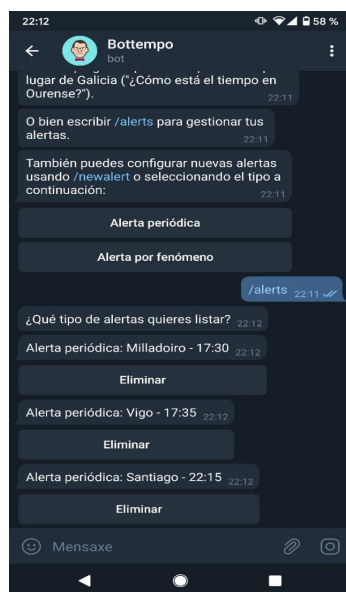 22:12
58 %
Bottempo
bot
lugar de Galicia ("¿Cómo está el tiempo en
Ourense?").
22:11
O bien escribir /alerts para gestionar tus
alertas.
22:11
También puedes configurar nuevas alertas
usando /newalert o seleccionando el tipo a
continuación:
22:11
Alerta periódica
Alerta por fenómeno
/alerts 22:11
¿Qué tipo de alertas quieres listar? 22:12
Alerta periódica: Milladoiro - 17:30 22:12
Eliminar
Alerta periódica: Vigo - 17:35 22:12
Eliminar
Alerta periódica: Santiago - 22:15 22:12
Eliminar
Mensaxe